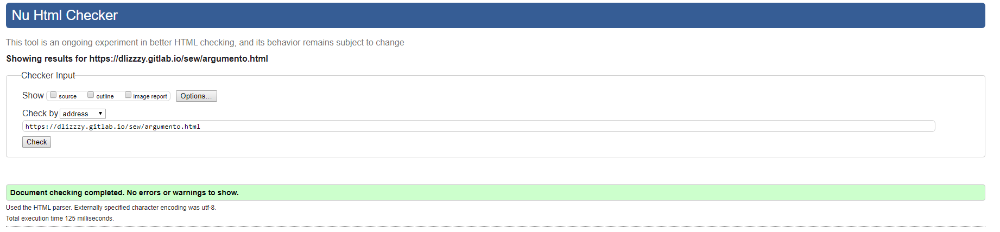 Nu Html Checker
This tool is an ongoing experiment in better HTML checking, and its behavior remains subject to change
Showing results for https://dlizzzy.gitlab.io/sew/argumento.html
Checker Input
Show source outline image report Options...
Check by address
https://dlizzzy.gitlab.io/sew/argumento.html
Check
Document checking completed. No errors or warnings to show.
Used the HTML parser. Externally specified character encoding was utf-8.
Total execution time 125 milliseconds.